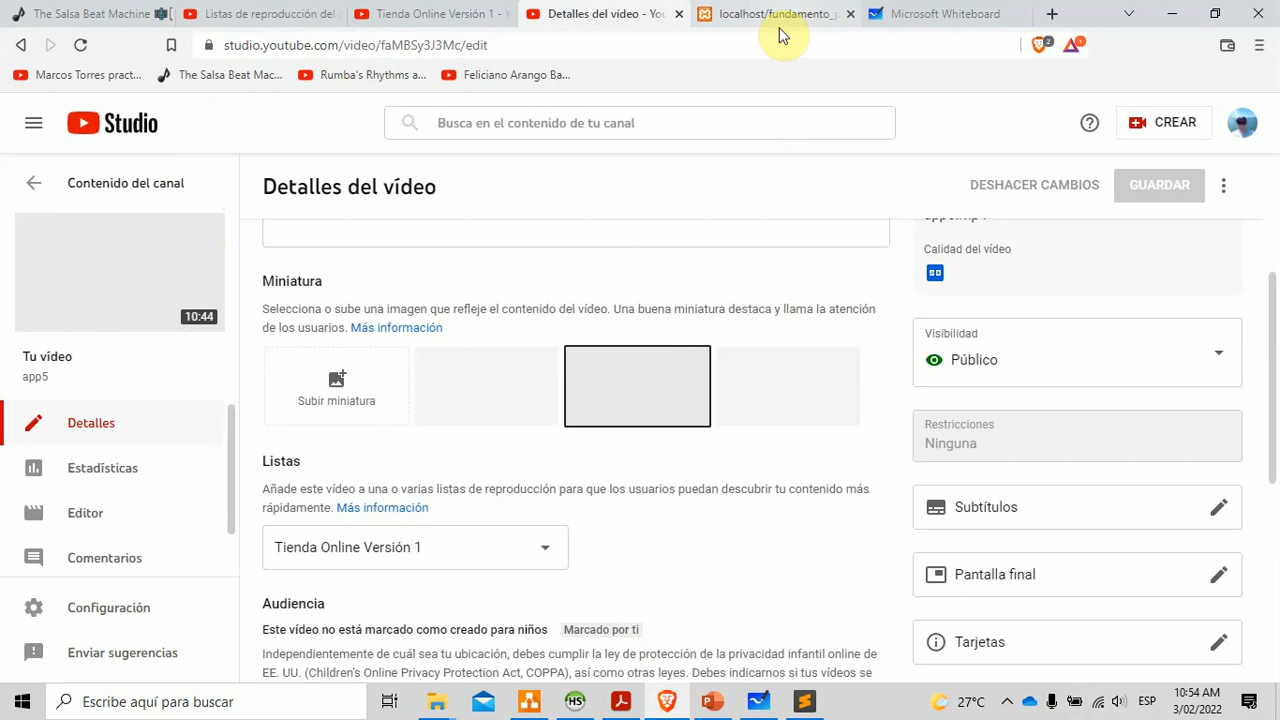 The Salsa Beat Machine
Listas de reproducción del
Tienda Online Versión 1 - Y
Detalles del vídeo - You
localhost/fundamento_p
Microsoft Whiteboard
studio.youtube.com/video/faMBSy3J3Mc/edit
2
1
Marcos Torres pract...
The Salsa Beat Mac...
Rumba's Rhythms a...
Feliciano Arango Ba...
Studio
Busca en el contenido de tu canal
CREAR
Contenido del canal
Detalles del vídeo
DESHACER CAMBIOS
GUARDAR
10:44
Tu vídeo
app5
Detalles
Estadísticas
Editor
Comentarios
Configuración
Enviar sugerencias
Miniatura
Selecciona o sube una imagen que refleje el contenido del vídeo. Una buena miniatura destaca y llama la atención
de los usuarios. Más información
Subir miniatura
Listas
Añade este vídeo a una o varias listas de reproducción para que los usuarios puedan descubrir tu contenido más
rápidamente. Más información
Tienda Online Versión 1
Audiencia
Este vídeo no está marcado como creado para niños Marcado por ti
Independientemente de cuál sea tu ubicación, debes cumplir la ley de protección de la privacidad infantil online de
EE. UU. (Children's Online Privacy Protection Act, COPPA), así como otras leyes. Debes indicarnos si tus vídeos se
Calidad del vídeo
SD
Visibilidad
Público
Restricciones
Ninguna
Subtítulos
Pantalla final
Tarjetas
Escribe aquí para buscar
HS
27°C
ESP
10:54 AM
3/02/2022